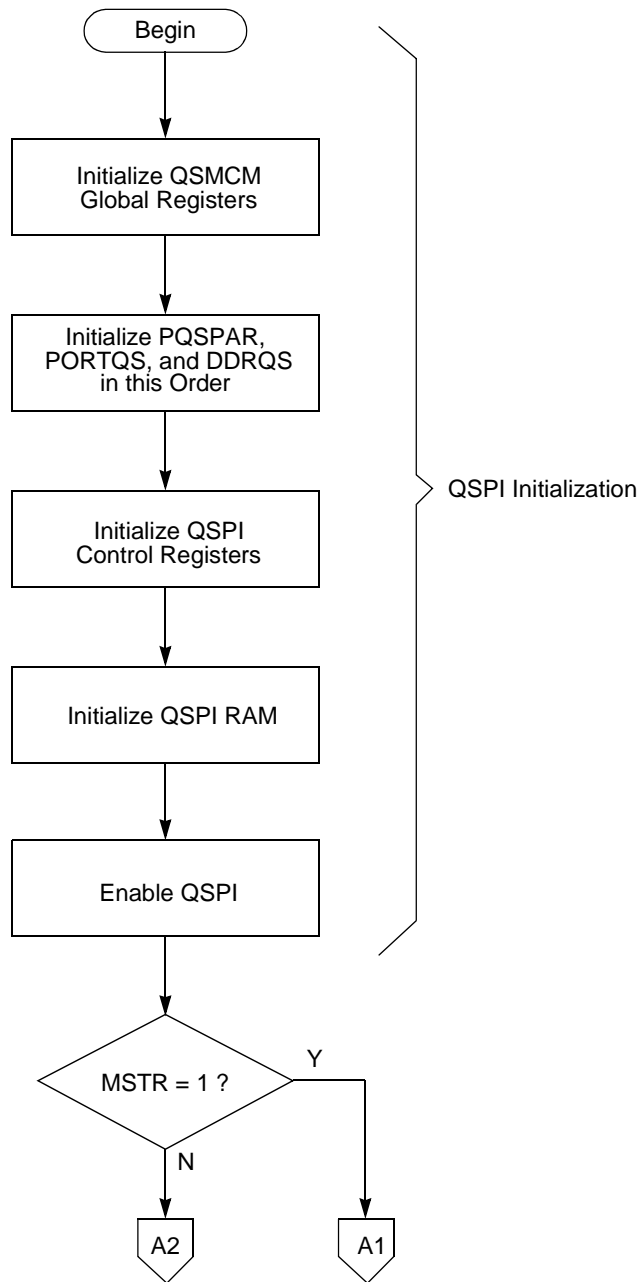 Begin
Initialize QSMCM
Global Registers
Initialize PQSPAR,
PORTQS, and DDRQS
in this Order
QSPI Initialization
Initialize QSPI
Control Registers
Initialize QSPI RAM
Enable QSPI
MSTR = 1 ?
Y
N
A2
A1